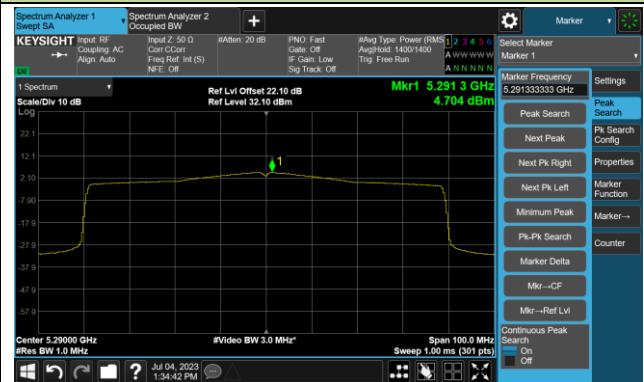 Spectrum Analyzer 1
Swept SA
Spectrum Analyzer 2
Occupied BW
+
Marker
KEYSIGHT
Input: RF
Coupling: AC
Align: Auto
Input Z: 50 Ω
Corr CCorr
Freq Ref: Int (S)
NFE: Off
#Atten: 20 dB
PNO: Fast
Gate: Off
IF Gain: Low
Sig Track: Off
#Avg Type: Power (RMS
Avg|Hold: 1400/1400
Trig: Free Run
1 2 3 4 5 6
A W W W W W
A N N N N N
LXI
Select Marker
Marker 1
1 Spectrum
Scale/Div 10 dB
Log
Ref Lvl Offset 22.10 dB
Ref Level 32.10 dBm
Mkr1 5.291 3 GHz
4.704 dBm
22.1
12.1
2.10
-7.90
-17.9
-27.9
-37.9
-47.9
-57.9
1
Center 5.29000 GHz
#Res BW 1.0 MHz
#Video BW 3.0 MHz*
Span 100.0 MHz
Sweep 1.00 ms (301 pts)
Marker Frequency
5.291333333 GHz
Peak Search
Next Peak
Next Pk Right
Next Pk Left
Minimum Peak
Pk-Pk Search
Marker Delta
Mkr→CF
Mkr→Ref Lvl
Continuous Peak
Search
On
Off
Settings
Peak
Search
Pk Search
Config
Properties
Marker
Function
Marker→
Counter
?
Jul 04, 2023
1:34:42 PM